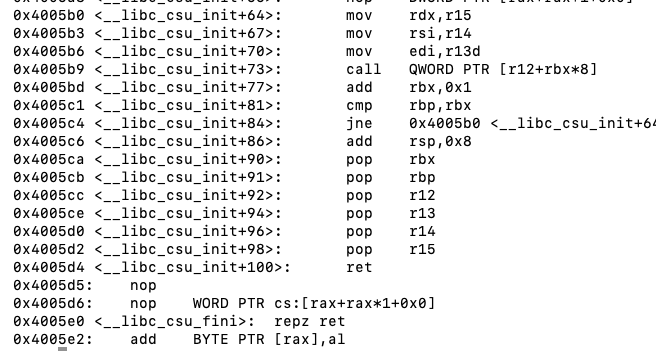 0x4005b0 <__libc_csu_init+64>: mov rdx,r15
0x4005b3 <__libc_csu_init+67>: mov rsi,r14
0x4005b6 <__libc_csu_init+70>: mov edi,r13d
0x4005b9 <__libc_csu_init+73>: call QWORD PTR [r12+rbx*8]
0x4005bd <__libc_csu_init+77>: add rbx,0x1
0x4005c1 <__libc_csu_init+81>: cmp rbp,rbx
0x4005c4 <__libc_csu_init+84>: jne 0x4005b0 <__libc_csu_init+64
0x4005c6 <__libc_csu_init+86>: add rsp,0x8
0x4005ca <__libc_csu_init+90>: pop rbx
0x4005cb <__libc_csu_init+91>: pop rbp
0x4005cc <__libc_csu_init+92>: pop r12
0x4005ce <__libc_csu_init+94>: pop r13
0x4005d0 <__libc_csu_init+96>: pop r14
0x4005d2 <__libc_csu_init+98>: pop r15
0x4005d4 <__libc_csu_init+100>: ret
0x4005d5: nop
0x4005d6: nop WORD PTR cs:[rax+rax*1+0x0]
0x4005e0 <__libc_csu_fini>: repz ret
0x4005e2: add BYTE PTR [rax],al